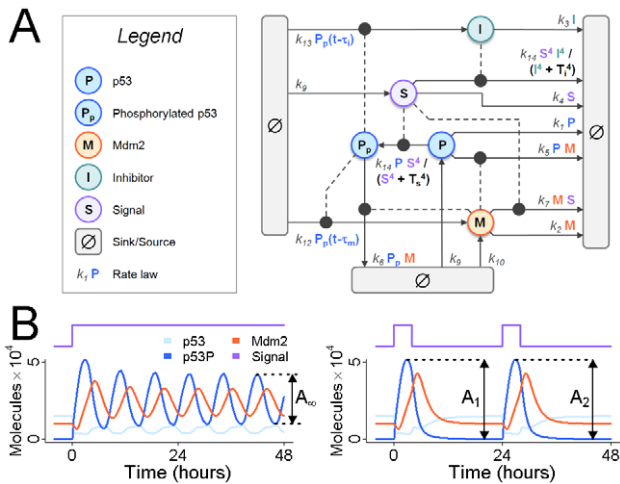 A
Legend
P p53
Pp Phosphorylated p53
M Mdm2
I Inhibitor
S Signal
∅ Sink/Source
k1 P Rate law
k13 Pp(t-τi)
I
k3 I
k14 S4 I4 /
(I4 + Ti4)
k9
S
k4 S
∅
Pp
P
k1 P
k5 P M
∅
k14 P S4 /
(S4 + Ts4)
k7 M S
k12 Pp(t-τm)
M
k2 M
k6 Pp M
k9
k10
∅
B
p53
Mdm2
p53P
Signal
Molecules × 104
5
0
A∞
0
24
48
Time (hours)
5
0
A1
A2
0
24
48
Time (hours)